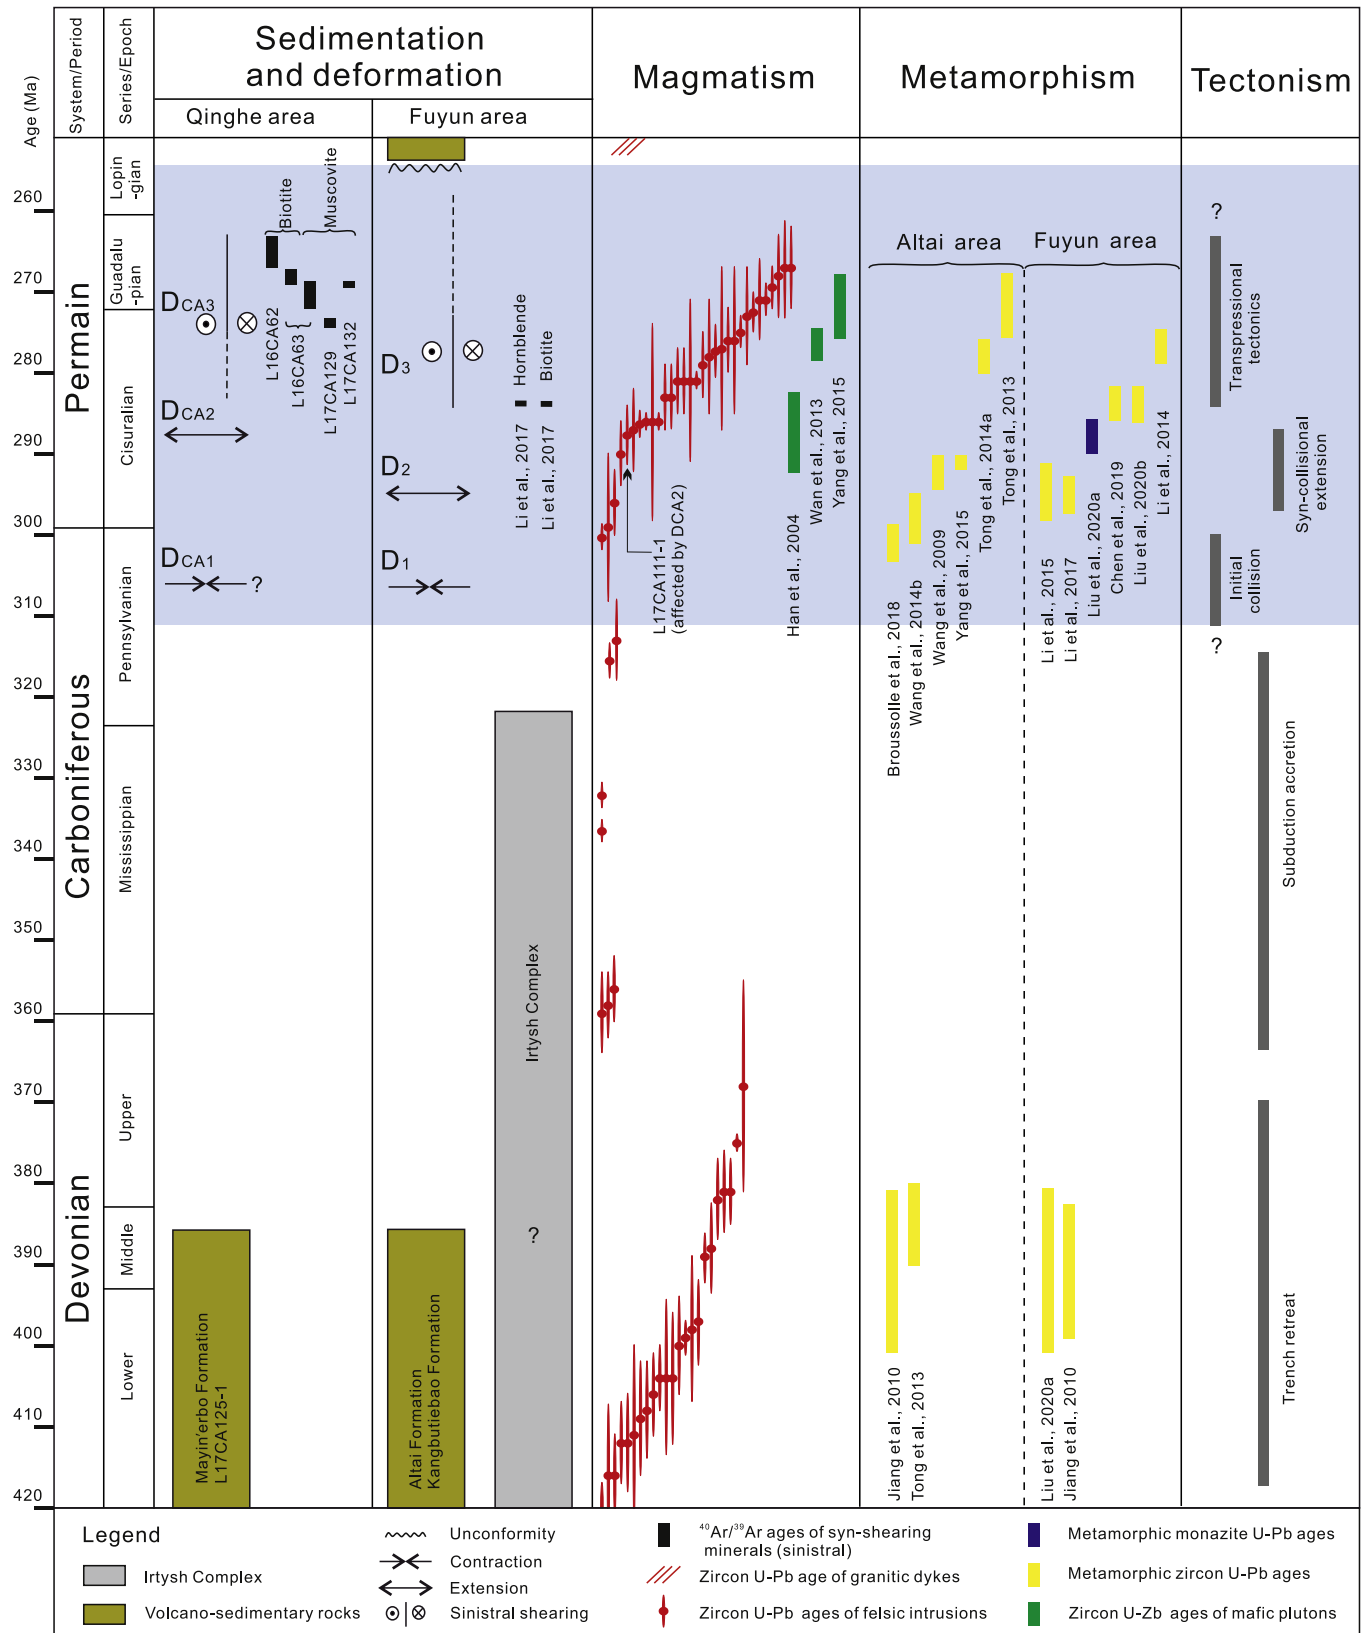 Age (Ma)
System/Period
Series/Epoch
Sedimentation
and deformation
Qinghe area
Fuyun area
Magmatism
Metamorphism
Tectonism
260
270
280
290
300
310
320
330
340
350
360
370
380
390
400
410
420
Permain
Carboniferous
Devonian
Lopin
-gian
Guadalu
-pian
Cisuralian
Pennsylvanian
Mississippian
Upper
Middle
Lower
DCA3
DCA2
DCA1
?
Biotite
Muscovite
L16CA62
L16CA63
L17CA129
L17CA132
Mayin'erbo Formation
L17CA125-1
D3
D2
D1
Li et al., 2017 Hornblende
Li et al., 2017 Biotite
Altai Formation
Kangbutiebao Formation
Irtysh Complex
?
L17CA111-1
(affected by DCA2)
Han et al., 2004
Wan et al., 2013
Yang et al., 2015
Altai area
Fuyun area
Broussolle et al., 2018
Wang et al., 2014b
Wang et al., 2009
Yang et al., 2015
Tong et al., 2014a
Tong et al., 2013
Li et al., 2015
Li et al., 2017
Liu et al., 2020a
Chen et al., 2019
Liu et al., 2020b
Li et al., 2014
Jiang et al., 2010
Tong et al., 2013
Liu et al., 2020a
Jiang et al., 2010
?
Transpressional
tectonics
Syn-collisional
extension
Initial
collision
?
Subduction accretion
Trench retreat
Legend
Irtysh Complex
Volcano-sedimentary rocks
Unconformity
Contraction
Extension
Sinistral shearing
⁴⁰Ar/³⁹Ar ages of syn-shearing
minerals (sinistral)
Zircon U-Pb age of granitic dykes
Zircon U-Pb ages of felsic intrusions
Metamorphic monazite U-Pb ages
Metamorphic zircon U-Pb ages
Zircon U-Zb ages of mafic plutons